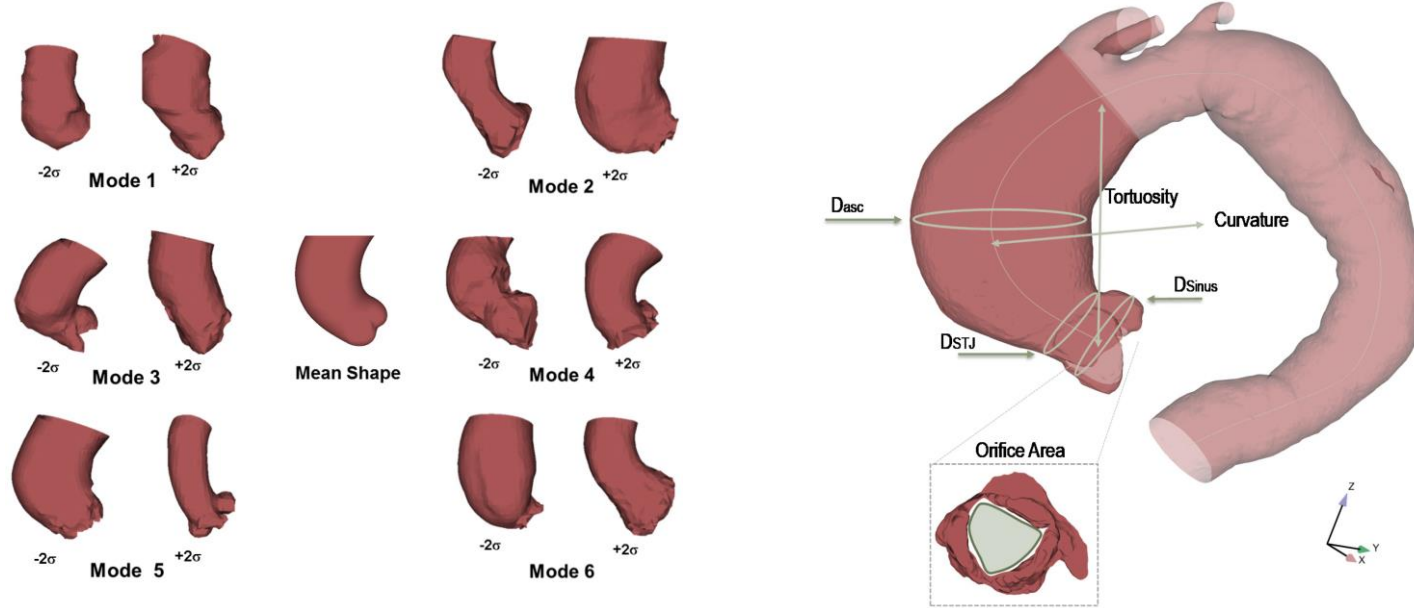 -2σ
Mode 1
+2σ
-2σ
Mode 2
+2σ
-2σ
Mode 3
+2σ
Mean Shape
-2σ
Mode 4
+2σ
-2σ
Mode 5
+2σ
-2σ
Mode 6
+2σ
Dasc
Tortuosity
Curvature
DSinus
DSTJ
Orifice Area
Z
Y
X